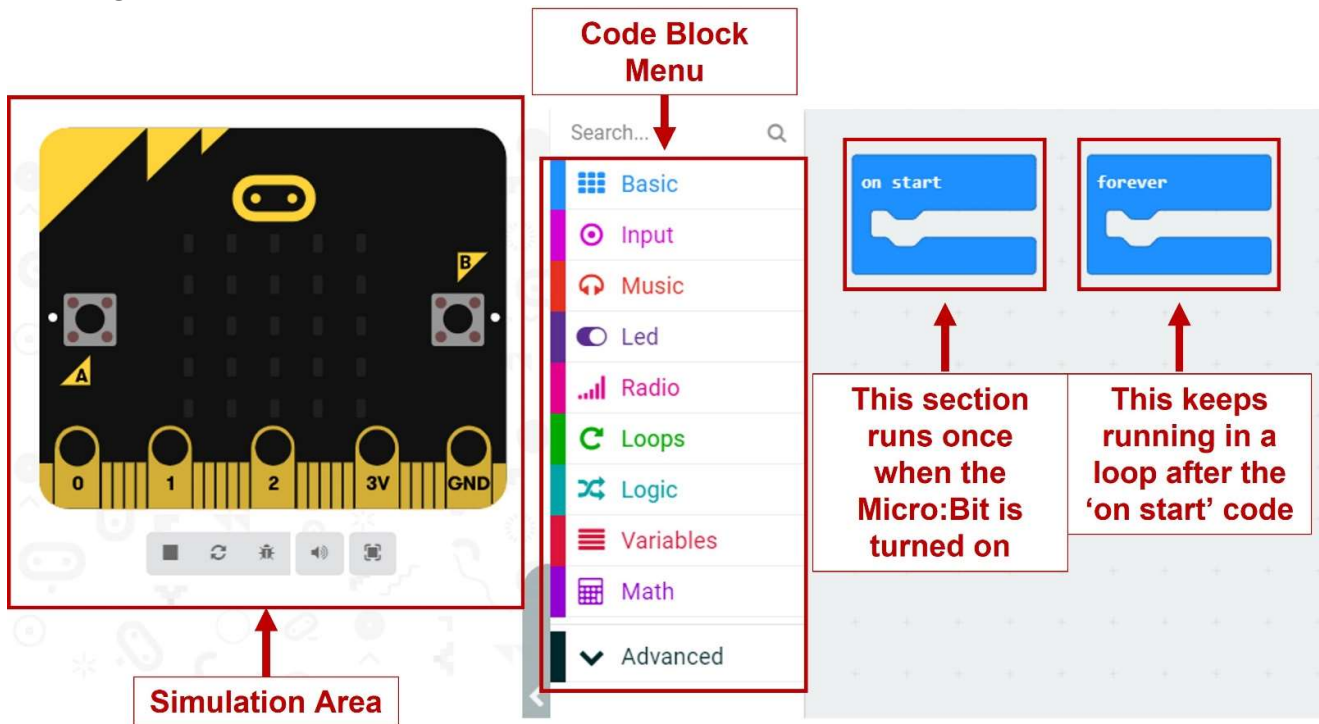 Code Block
Menu
Search...
Basic
Input
Music
Led
Radio
Loops
Logic
Variables
Math
Advanced
B
A
0
1
2
3V
GND
Simulation Area
on start
forever
This section
runs once
when the
Micro:Bit is
turned on
This keeps
running in a
loop after the
‘on start’ code